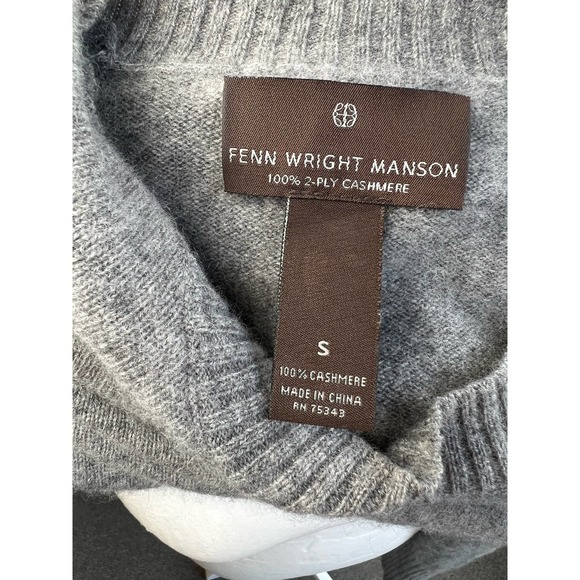 FENN WRIGHT MANSON
100% 2-PLY CASHMERE
S
100% CASHMERE
MADE IN CHINA
RN 75343